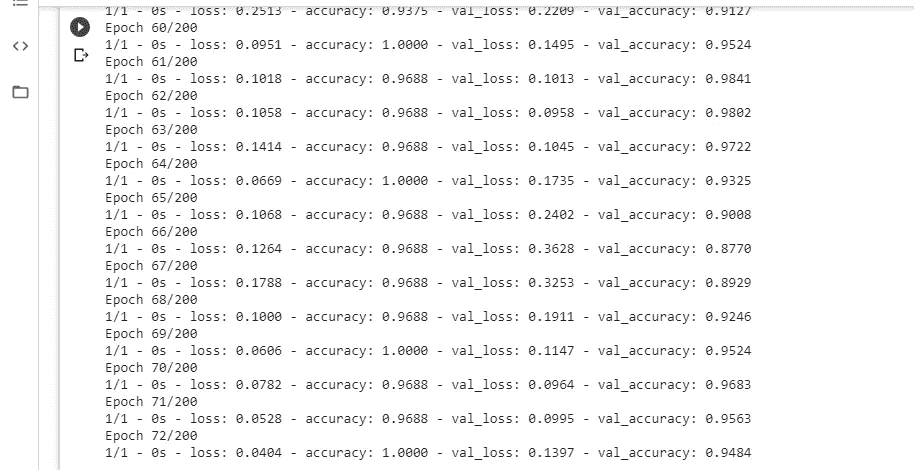 1/1 - 0s - loss: 0.2513 - accuracy: 0.9375 - val_loss: 0.2209 - val_accuracy: 0.9127
Epoch 60/200
1/1 - 0s - loss: 0.0951 - accuracy: 1.0000 - val_loss: 0.1495 - val_accuracy: 0.9524
Epoch 61/200
1/1 - 0s - loss: 0.1018 - accuracy: 0.9688 - val_loss: 0.1013 - val_accuracy: 0.9841
Epoch 62/200
1/1 - 0s - loss: 0.1058 - accuracy: 0.9688 - val_loss: 0.0958 - val_accuracy: 0.9802
Epoch 63/200
1/1 - 0s - loss: 0.1414 - accuracy: 0.9688 - val_loss: 0.1045 - val_accuracy: 0.9722
Epoch 64/200
1/1 - 0s - loss: 0.0669 - accuracy: 1.0000 - val_loss: 0.1735 - val_accuracy: 0.9325
Epoch 65/200
1/1 - 0s - loss: 0.1068 - accuracy: 0.9688 - val_loss: 0.2402 - val_accuracy: 0.9008
Epoch 66/200
1/1 - 0s - loss: 0.1264 - accuracy: 0.9688 - val_loss: 0.3628 - val_accuracy: 0.8770
Epoch 67/200
1/1 - 0s - loss: 0.1788 - accuracy: 0.9688 - val_loss: 0.3253 - val_accuracy: 0.8929
Epoch 68/200
1/1 - 0s - loss: 0.1000 - accuracy: 0.9688 - val_loss: 0.1911 - val_accuracy: 0.9246
Epoch 69/200
1/1 - 0s - loss: 0.0606 - accuracy: 1.0000 - val_loss: 0.1147 - val_accuracy: 0.9524
Epoch 70/200
1/1 - 0s - loss: 0.0782 - accuracy: 0.9688 - val_loss: 0.0964 - val_accuracy: 0.9683
Epoch 71/200
1/1 - 0s - loss: 0.0528 - accuracy: 0.9688 - val_loss: 0.0995 - val_accuracy: 0.9563
Epoch 72/200
1/1 - 0s - loss: 0.0404 - accuracy: 1.0000 - val_loss: 0.1397 - val_accuracy: 0.9484